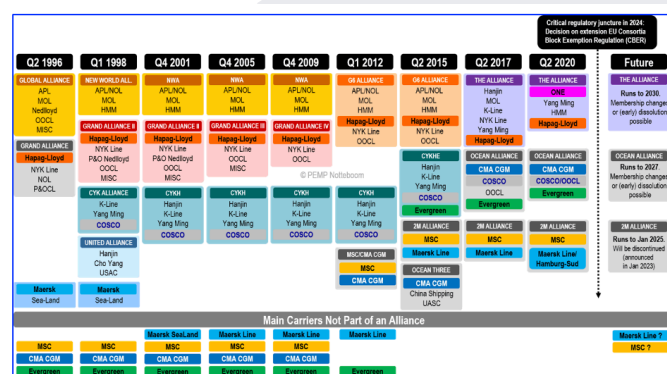 Critical regulatory juncture in 2024:
Decision on extension EU Consortia
Block Exemption Regulation (CBER)
Q2 1996
Q1 1998
Q4 2001
Q4 2005
Q4 2009
Q1 2012
Q2 2015
Q2 2017
Q2 2020
Future
GLOBAL ALLIANCE
APL
MOL
Nedlloyd
OOCL
MISC
GRAND ALLIANCE
Hapag-Lloyd
NYK Line
NOL
P&OCL
Maersk
Sea-Land
NEW WORLD ALL.
APL/NOL
MOL
HMM
GRAND ALLIANCE II
Hapag-Lloyd
NYK Line
P&O Nedlloyd
OOCL
MISC
CYK ALLIANCE
K-Line
Yang Ming
COSCO
UNITED ALLIANCE
Hanjin
Cho Yang
USAC
Maersk
Sea-Land
NWA
APL/NOL
MOL
HMM
GRAND ALLIANCE II
Hapag-Lloyd
NYK Line
P&O Nedlloyd
OOCL
MISC
CYKH
Hanjin
K-Line
Yang Ming
COSCO
NWA
APL/NOL
MOL
HMM
GRAND ALLIANCE III
Hapag-Lloyd
NYK Line
OOCL
MISC
CYKH
Hanjin
K-Line
Yang Ming
COSCO
NWA
APL/NOL
MOL
HMM
GRAND ALLIANCE IV
Hapag-Lloyd
NYK Line
OOCL
CYKH
Hanjin
K-Line
Yang Ming
COSCO
G6 ALLIANCE
APL/NOL
MOL
HMM
Hapag-Lloyd
NYK Line
OOCL
© PEMP Notteboom
CYKH
Hanjin
K-Line
Yang Ming
COSCO
MSC/CMA CGM
MSC
CMA CGM
G6 ALLIANCE
APL/NOL
MOL
HMM
Hapag-Lloyd
NYK Line
OOCL
CYKHE
Hanjin
K-Line
Yang Ming
COSCO
Evergreen
2M ALLIANCE
MSC
Maersk Line
OCEAN THREE
CMA CGM
China Shipping
UASC
THE ALLIANCE
Hanjin
MOL
K-Line
NYK Line
Yang Ming
Hapag-Lloyd
OCEAN ALLIANCE
CMA CGM
COSCO
OOCL
Evergreen
2M ALLIANCE
MSC
Maersk Line
THE ALLIANCE
ONE
Yang Ming
HMM
Hapag-Lloyd
OCEAN ALLIANCE
CMA CGM
COSCO/OOCL
Evergreen
2M ALLIANCE
MSC
Maersk Line/
Hamburg-Sud
THE ALLIANCE
Runs to 2030.
Membership changes
or (early) dissolution
possible
OCEAN ALLIANCE
Runs to 2027.
Membership changes
or (early) dissolution
possible
2M ALLIANCE
Runs to Jan 2025.
Will be discontinued
(announced
in Jan 2023)
Main Carriers Not Part of an Alliance
MSC
CMA CGM
Evergreen
MSC
CMA CGM
Evergreen
Maersk SeaLand
MSC
CMA CGM
Evergreen
Maersk Line
MSC
CMA CGM
Evergreen
Maersk Line
MSC
CMA CGM
Evergreen
Maersk Line
Evergreen
Maersk Line ?
MSC ?